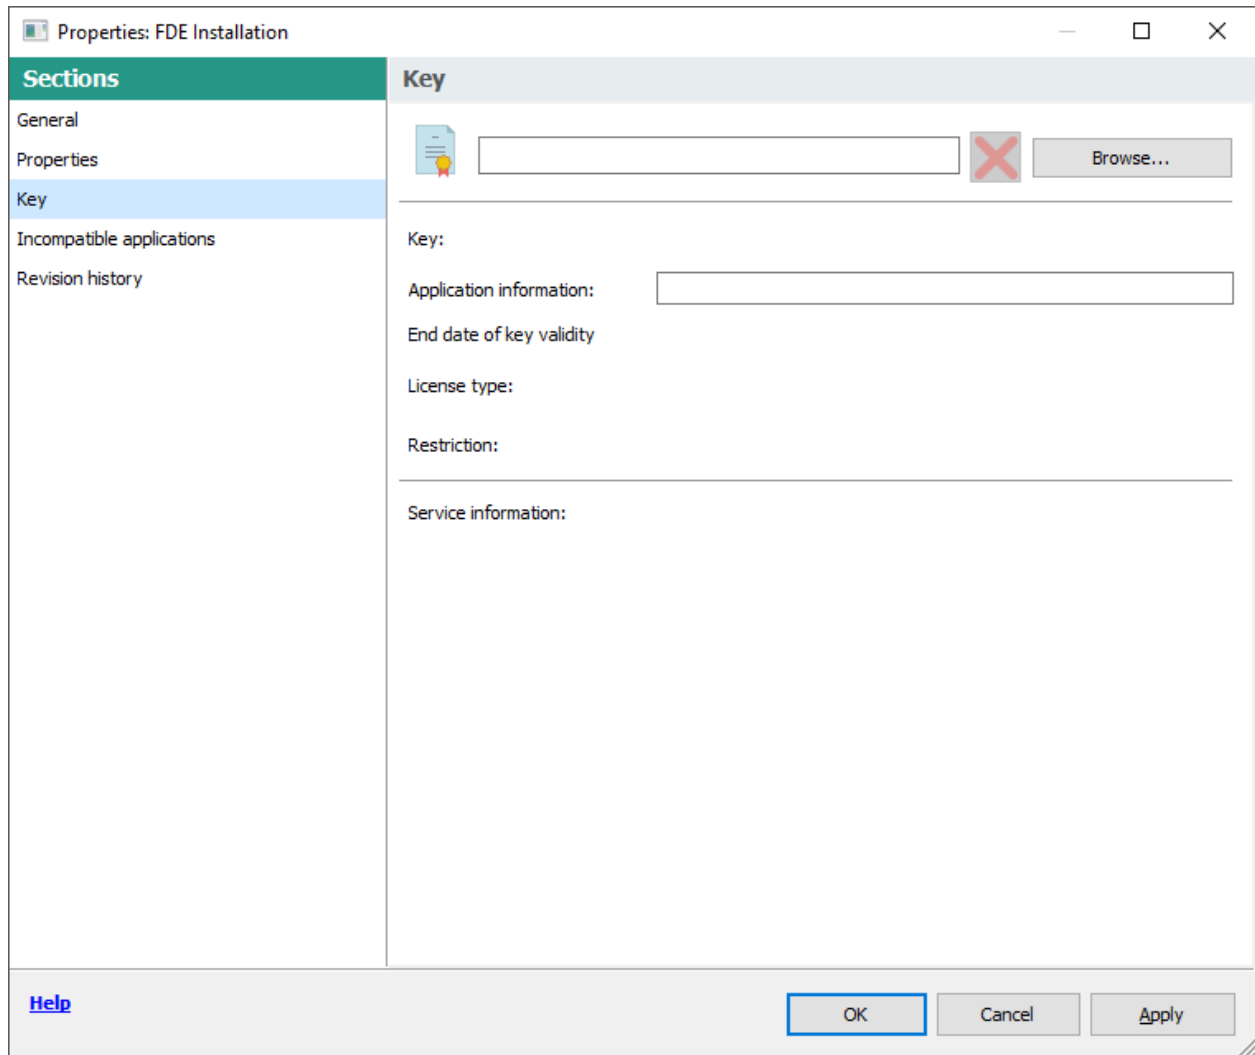 Properties: FDE Installation
Sections
General
Properties
Key
Incompatible applications
Revision history
Key
Browse...
Key:
Application information:
End date of key validity
License type:
Restriction:
Service information:
Help
OK
Cancel
Apply